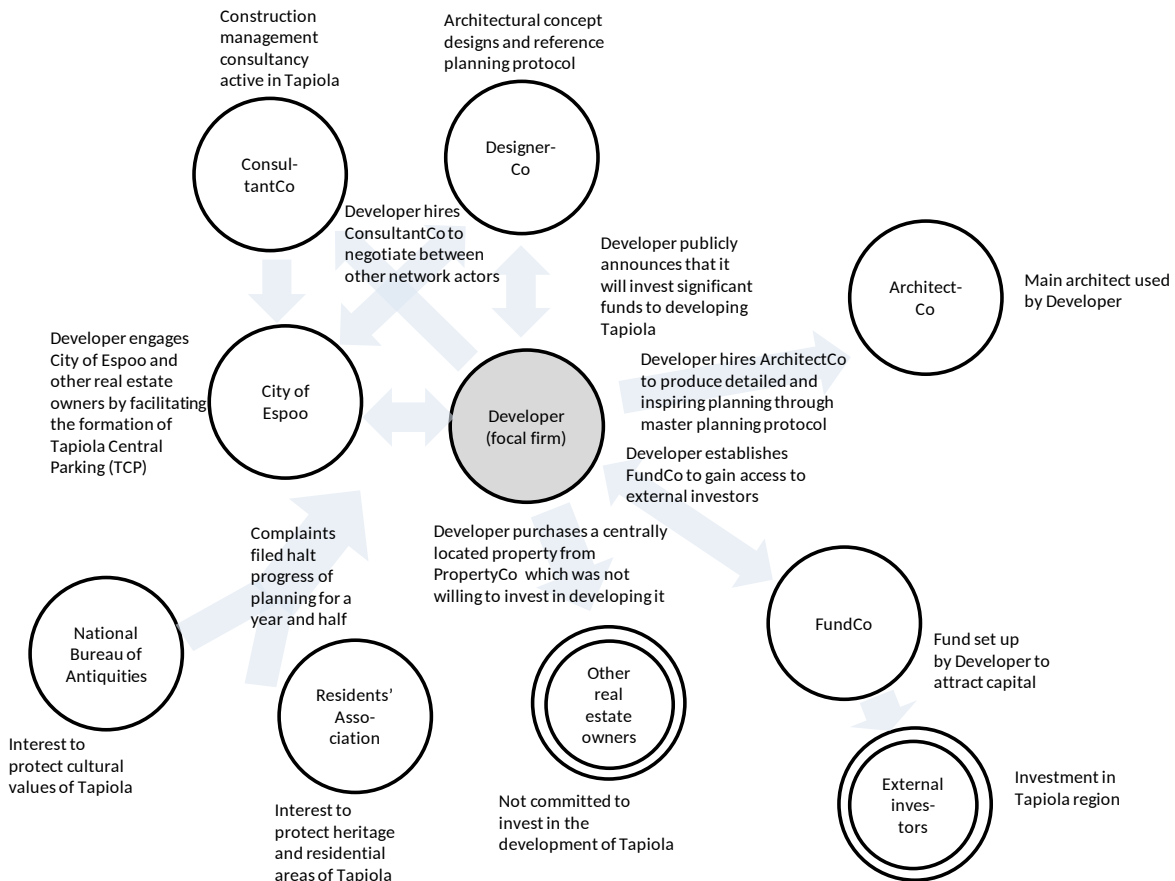 Construction
management
consultancy
active in Tapiola
Architectural concept
designs and reference
planning protocol
Consul-
tantCo
Designer-
Co
Developer hires
ConsultantCo to
negotiate between
other network actors
Developer publicly
announces that it
will invest significant
funds to developing
Tapiola
Architect-
Co
Main architect used
by Developer
Developer engages
City of Espoo and
other real estate
owners by facilitating
the formation of
Tapiola Central
Parking (TCP)
City of
Espoo
Developer
(focal firm)
Developer hires ArchitectCo
to produce detailed and
inspiring planning through
master planning protocol
Developer establishes
FundCo to gain access to
external investors
Complaints
filed halt
progress of
planning for a
year and half
Developer purchases a centrally
located property from
PropertyCo which was not
willing to invest in developing it
National
Bureau of
Antiquities
Interest to
protect cultural
values of Tapiola
Residents’
Asso-
ciation
Interest to
protect heritage
and residential
areas of Tapiola
Other
real
estate
owners
Not committed to
invest in the
development of Tapiola
FundCo
Fund set up
by Developer to
attract capital
External
inves-
tors
Investment in
Tapiola region